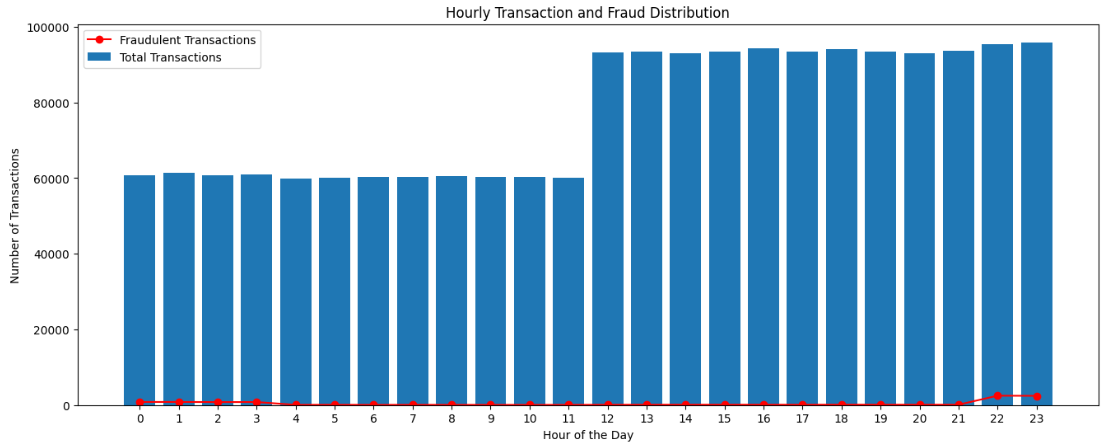 Hourly Transaction and Fraud Distribution
Fraudulent Transactions
Total Transactions
Number of Transactions
100000
80000
60000
40000
20000
0
0 1 2 3 4 5 6 7 8 9 10 11 12 13 14 15 16 17 18 19 20 21 22 23
Hour of the Day